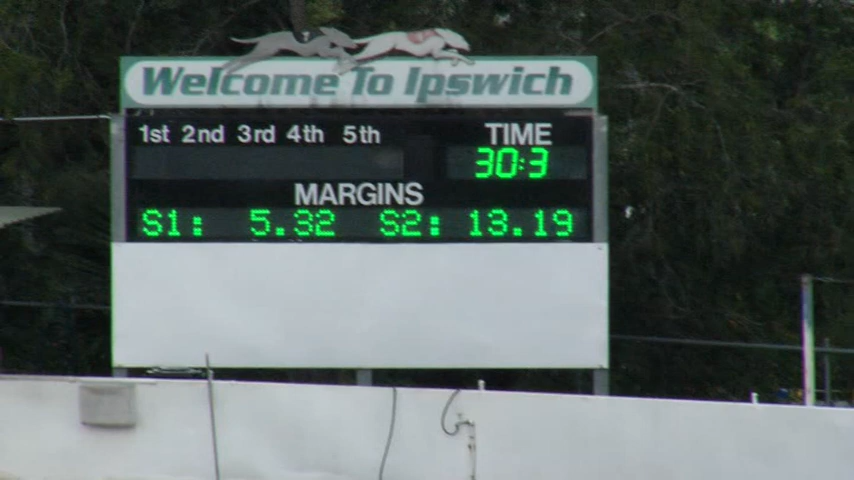 Welcome To Ipswich
1st 2nd 3rd 4th 5th TIME
30:3
MARGINS
S1: 5.32 S2: 13.19